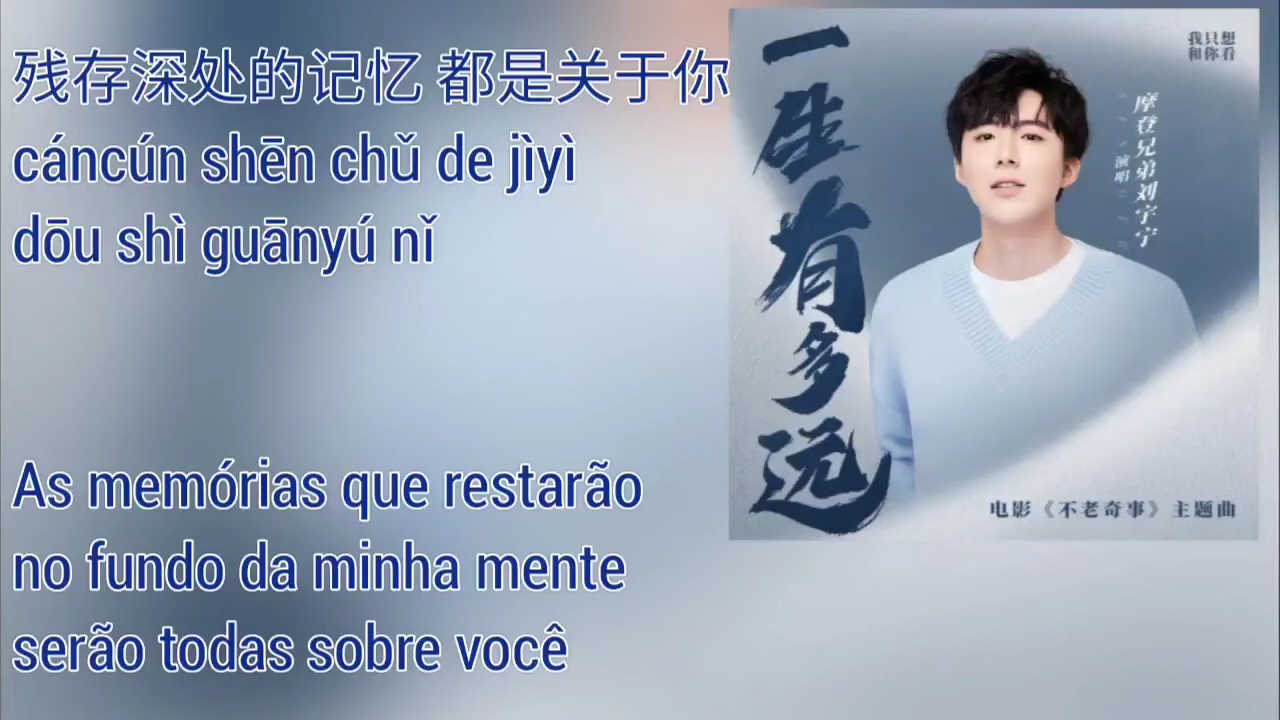 残存深处的记忆 都是关于你
cáncún shēn chǔ de jìyì
dōu shì guānyú nǐ
As memórias que restarão
no fundo da minha mente
serão todas sobre você
一生有多远
我只想
和你看
摩登兄弟刘宇宁
演唱
电影《不老奇事》主题曲